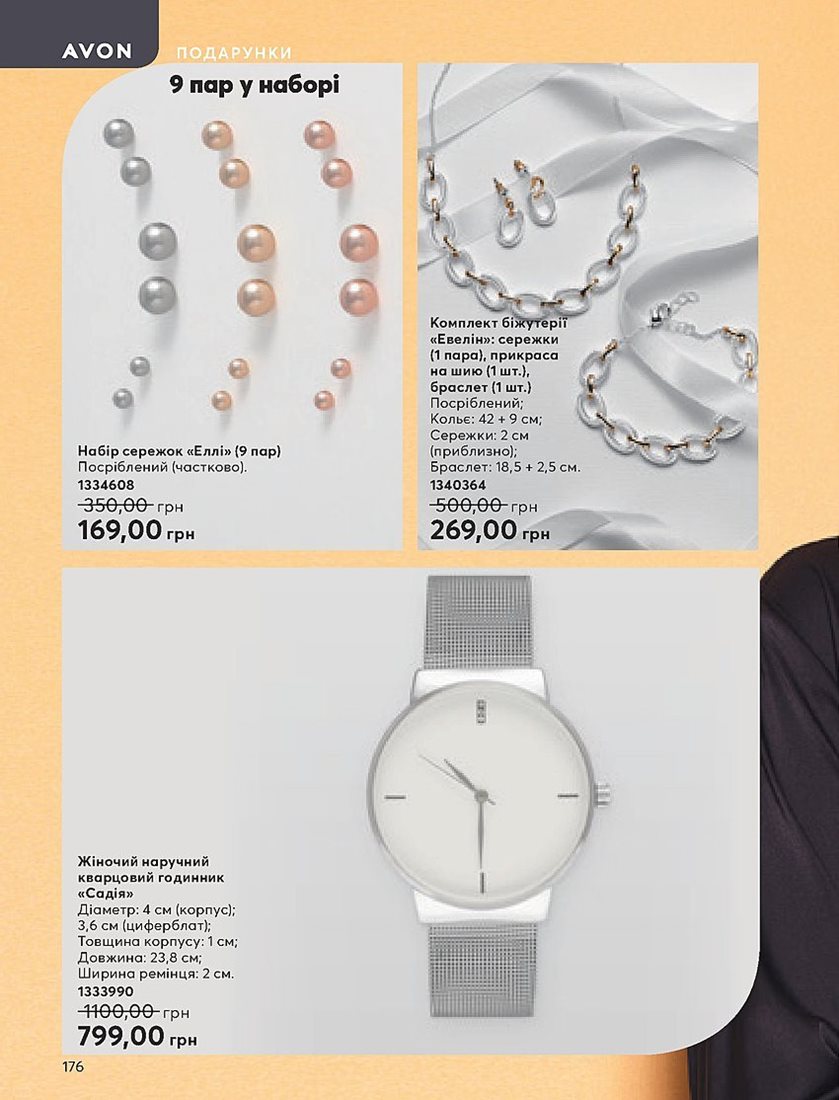 AVON
ПОДАРУНКИ
9 пар у наборі
Набір сережок «Еллі» (9 пар)
Посріблений (частково).
1334608
350,00 грн
169,00 грн
Комплект біжутерії
«Евелін»: сережки
(1 пара), прикраса
на шию (1 шт.),
браслет (1 шт.)
Посріблений;
Кольє: 42 + 9 см;
Сережки: 2 см
(приблизно);
Браслет: 18,5 + 2,5 см.
1340364
500,00 грн
269,00 грн
Жіночий наручний
кварцовий годинник
«Садія»
Діаметр: 4 см (корпус);
3,6 см (циферблат);
Товщина корпусу: 1 см;
Довжина: 23,8 см;
Ширина ремінця: 2 см.
1333990
1100,00 грн
799,00 грн
176